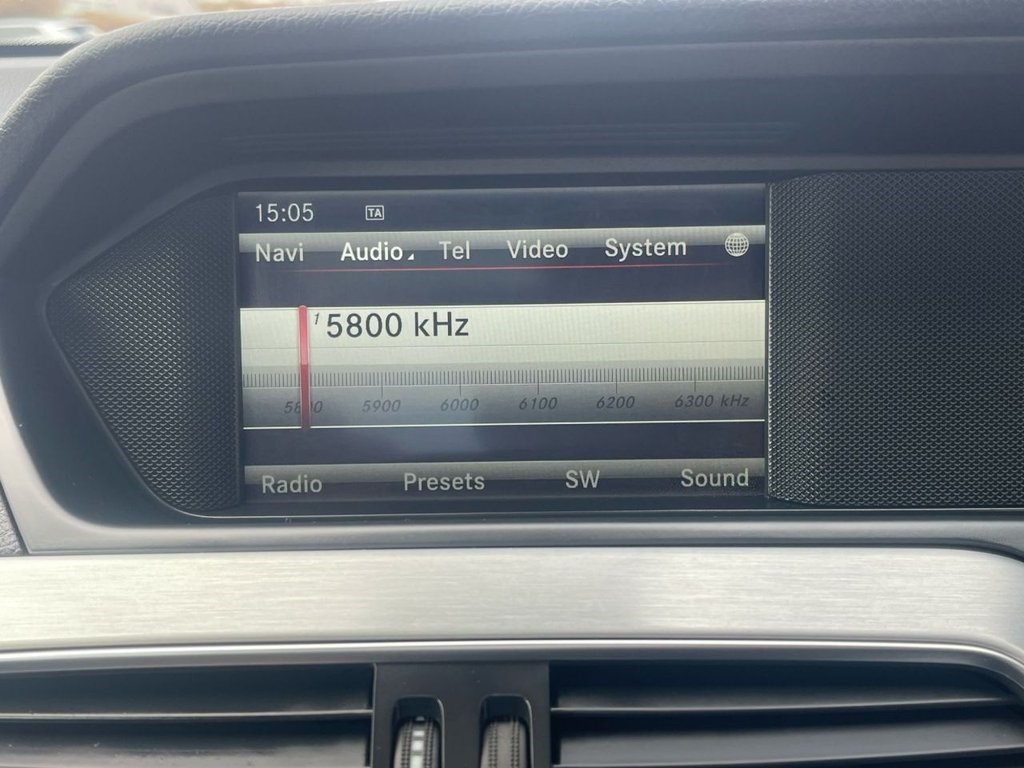 15:05 TA
Navi Audio Tel Video System
1 5800 kHz
5800 5900 6000 6100 6200 6300 kHz
Radio Presets SW Sound